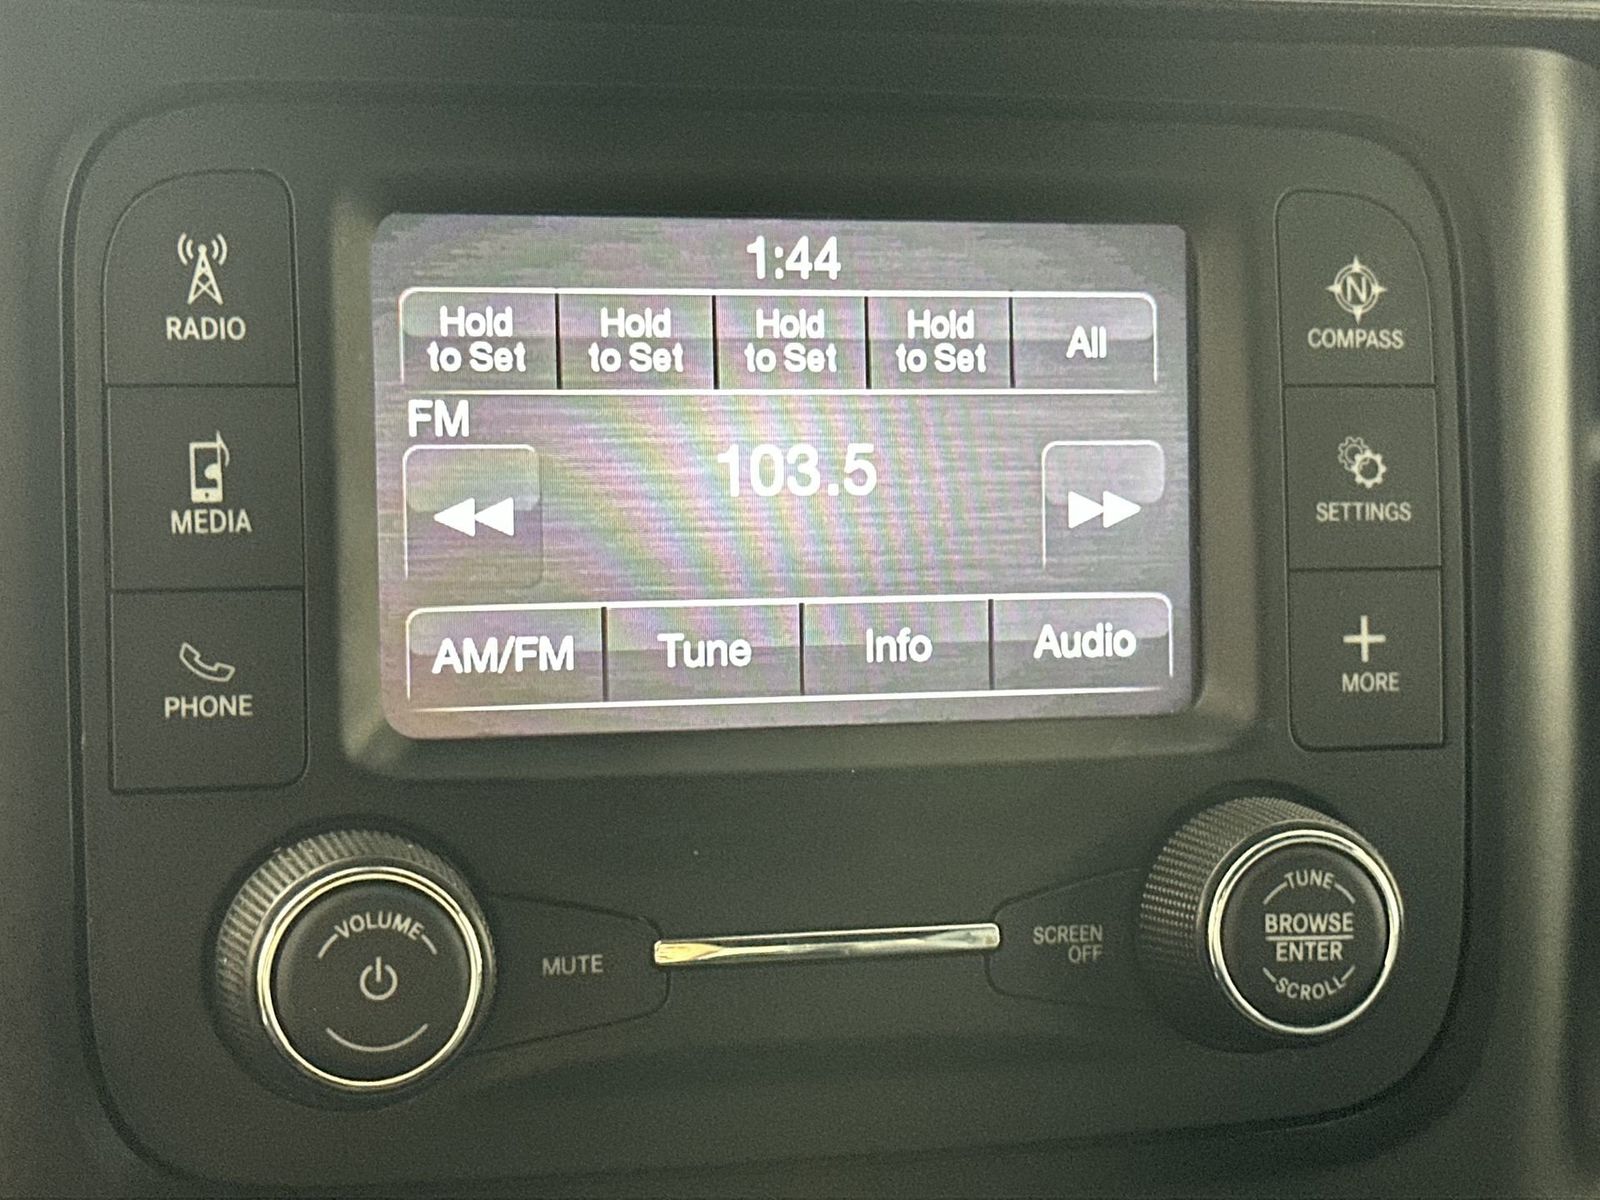 1:44
Hold to Set
Hold to Set
Hold to Set
Hold to Set
All
FM
103.5
AM/FM
Tune
Info
Audio
RADIO
MEDIA
PHONE
N
COMPASS
SETTINGS
MORE
VOLUME
MUTE
SCREEN
OFF
TUNE
BROWSE
ENTER
SCROLL